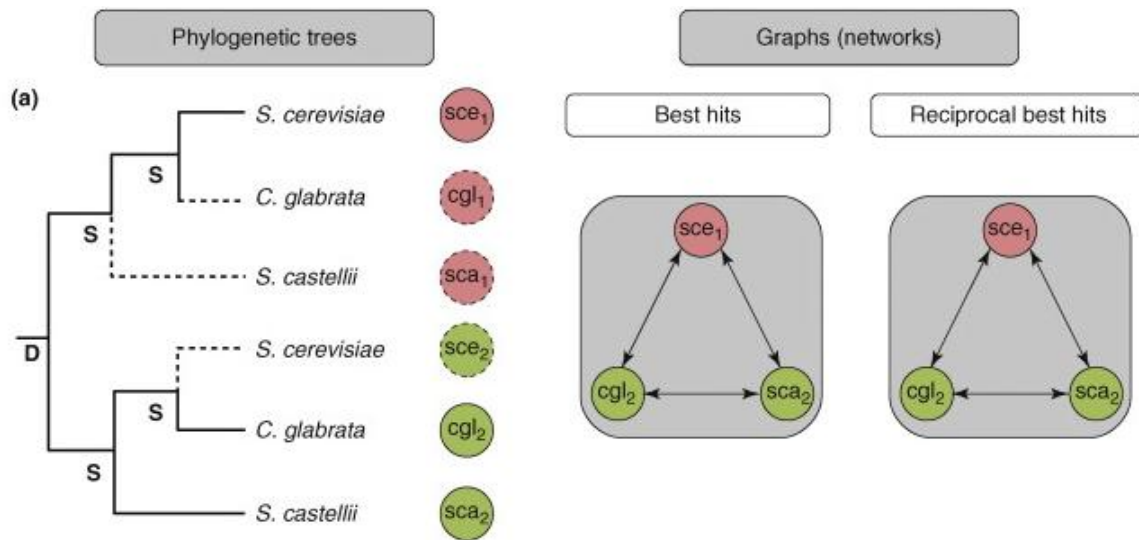 Phylogenetic trees
Graphs (networks)
(a)
Best hits
Reciprocal best hits
S. cerevisiae
sce₁
S
C. glabrata
cgl₁
S
S. castellii
sca₁
D
S. cerevisiae
sce₂
S
C. glabrata
cgl₂
S
S. castellii
sca₂
sce₁
cgl₂
sca₂
sce₁
cgl₂
sca₂